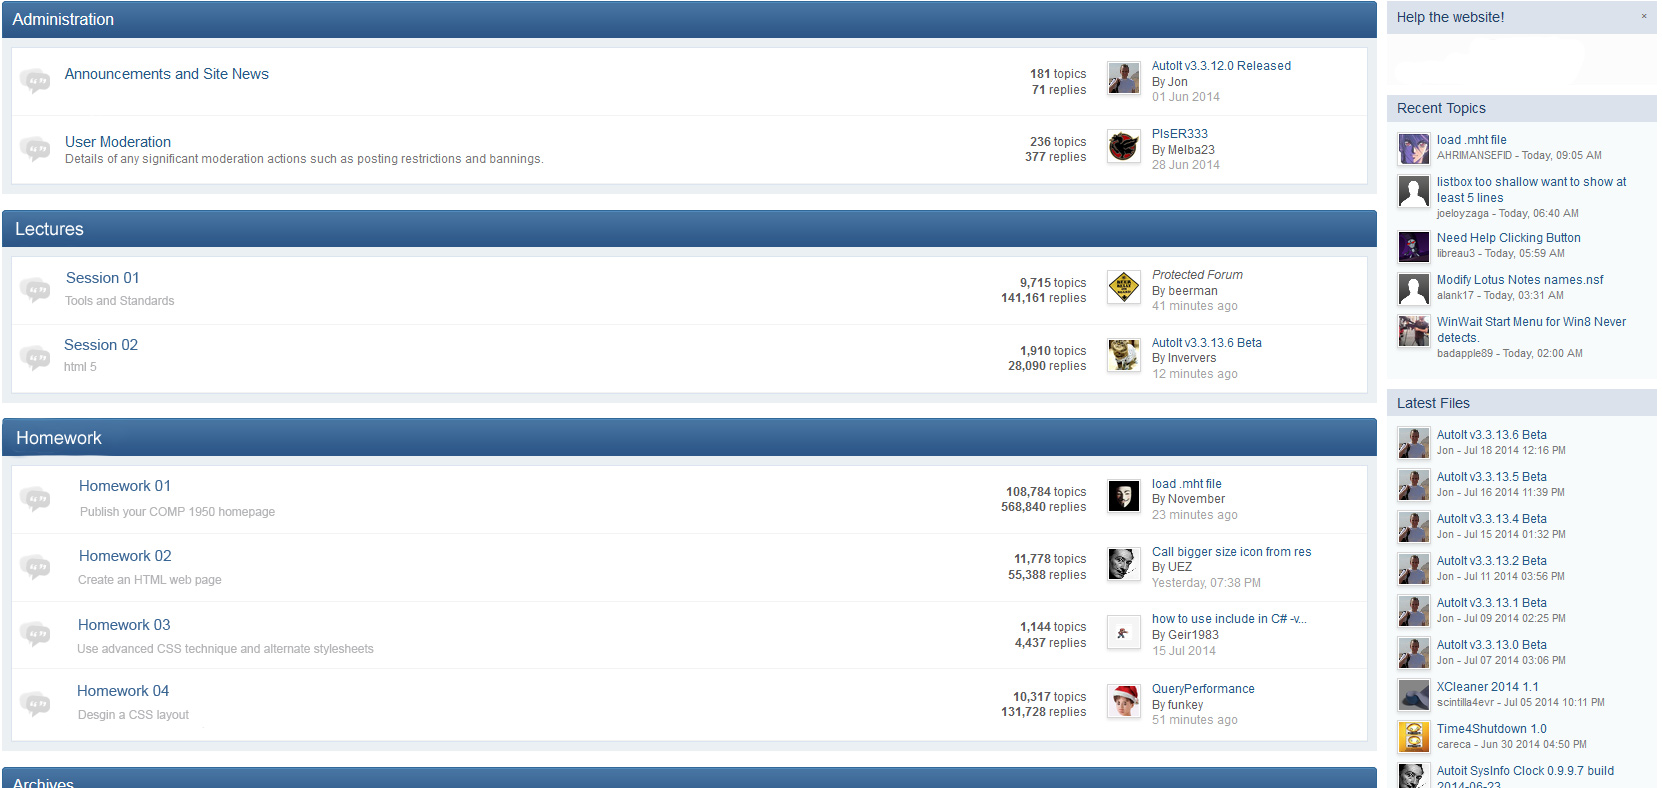 Administration
Announcements and Site News
181 topics
71 replies
AutoIt v3.3.12.0 Released
By Jon
01 Jun 2014
User Moderation
Details of any significant moderation actions such as posting restrictions and bannings.
236 topics
377 replies
PlsER333
By Melba23
28 Jun 2014
Lectures
Session 01
Tools and Standards
9,715 topics
141,161 replies
Protected Forum
By beerman
41 minutes ago
Session 02
html 5
1,910 topics
28,090 replies
AutoIt v3.3.13.6 Beta
By Inververs
12 minutes ago
Homework
Homework 01
Publish your COMP 1950 homepage
108,784 topics
568,840 replies
load .mht file
By November
23 minutes ago
Homework 02
Create an HTML web page
11,778 topics
55,388 replies
Call bigger size icon from res
By UEZ
Yesterday, 07:38 PM
Homework 03
Use advanced CSS technique and alternate stylesheets
1,144 topics
4,437 replies
how to use include in C# -v...
By Geir1983
15 Jul 2014
Homework 04
Desgin a CSS layout
10,317 topics
131,728 replies
QueryPerformance
By funkey
51 minutes ago
Archives
Help the website!
×
Recent Topics
load .mht file
AHRIMANSEFID - Today, 09:05 AM
listbox too shallow want to show at
least 5 lines
joeloyzaga - Today, 06:40 AM
Need Help Clicking Button
libreau3 - Today, 05:59 AM
Modify Lotus Notes names.nsf
alank17 - Today, 03:31 AM
WinWait Start Menu for Win8 Never
detects.
badapple89 - Today, 02:00 AM
Latest Files
AutoIt v3.3.13.6 Beta
Jon - Jul 18 2014 12:16 PM
AutoIt v3.3.13.5 Beta
Jon - Jul 16 2014 11:39 PM
AutoIt v3.3.13.4 Beta
Jon - Jul 15 2014 01:32 PM
AutoIt v3.3.13.2 Beta
Jon - Jul 11 2014 03:56 PM
AutoIt v3.3.13.1 Beta
Jon - Jul 09 2014 02:25 PM
AutoIt v3.3.13.0 Beta
Jon - Jul 07 2014 03:06 PM
XCleaner 2014 1.1
scintilla4evr - Jul 05 2014 10:11 PM
Time4Shutdown 1.0
careca - Jun 30 2014 04:50 PM
Autoit SysInfo Clock 0.9.9.7 build
2014-06-23